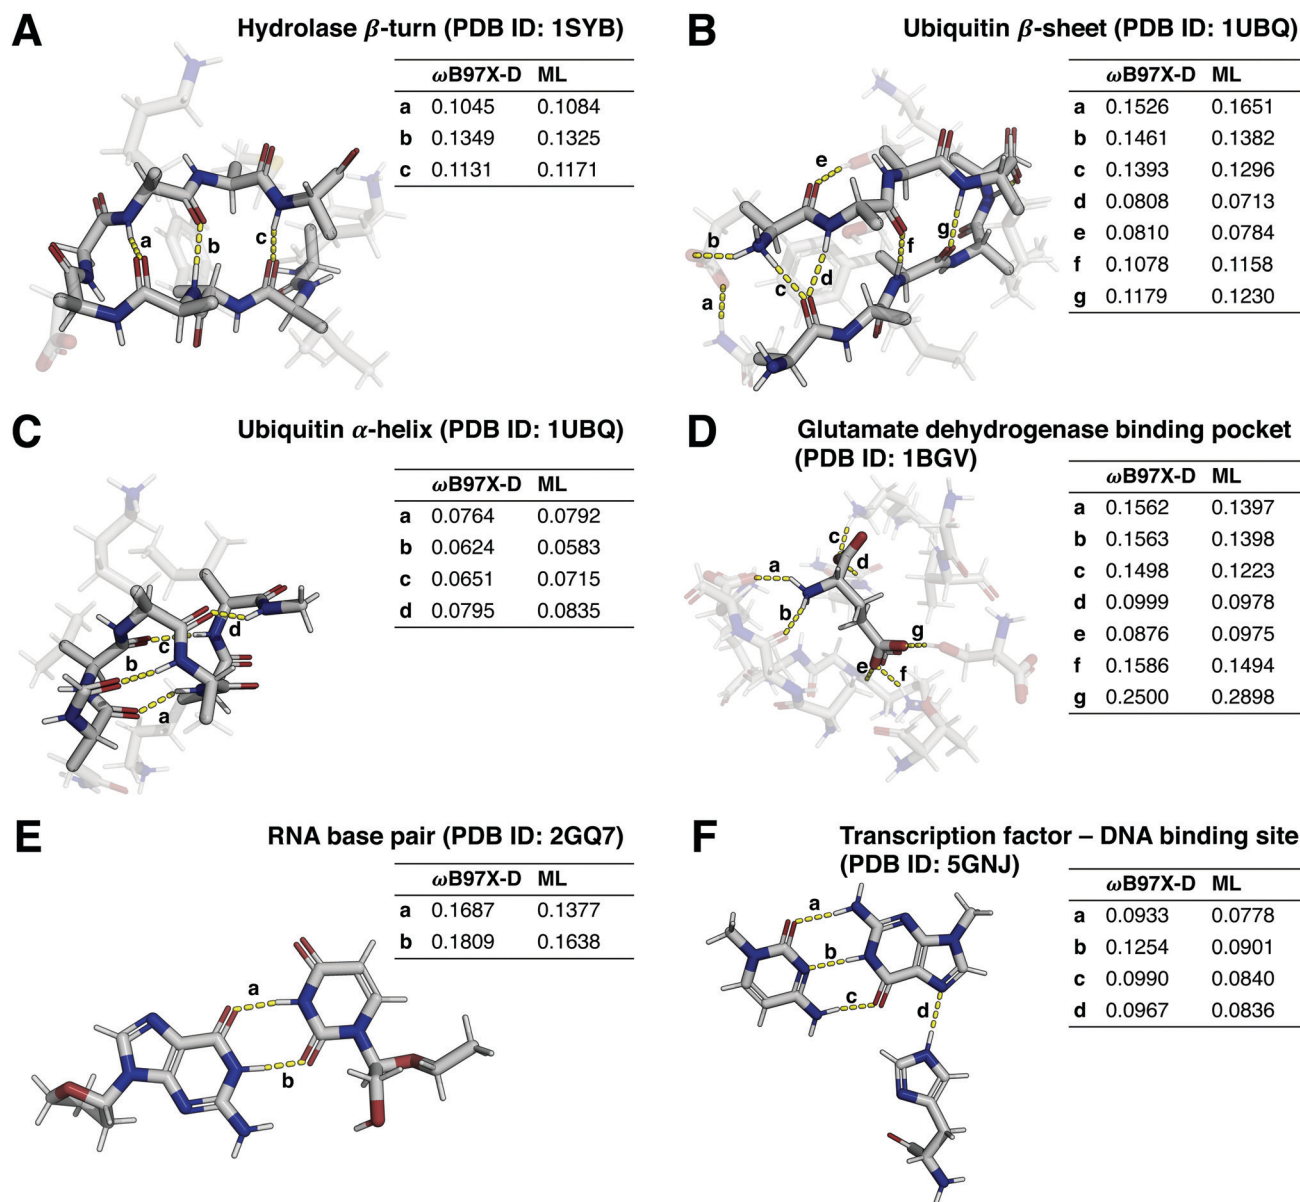 A Hydrolase β-turn (PDB ID: 1SYB)
ωB97X-D ML
a 0.1045 0.1084
b 0.1349 0.1325
c 0.1131 0.1171
a
b
c
B Ubiquitin β-sheet (PDB ID: 1UBQ)
ωB97X-D ML
a 0.1526 0.1651
b 0.1461 0.1382
c 0.1393 0.1296
d 0.0808 0.0713
e 0.0810 0.0784
f 0.1078 0.1158
g 0.1179 0.1230
e
b
g
f
d
c
a
C Ubiquitin α-helix (PDB ID: 1UBQ)
ωB97X-D ML
a 0.0764 0.0792
b 0.0624 0.0583
c 0.0651 0.0715
d 0.0795 0.0835
d
c
b
a
D Glutamate dehydrogenase binding pocket
(PDB ID: 1BGV)
ωB97X-D ML
a 0.1562 0.1397
b 0.1563 0.1398
c 0.1498 0.1223
d 0.0999 0.0978
e 0.0876 0.0975
f 0.1586 0.1494
g 0.2500 0.2898
c
d
a
b
g
e
f
E RNA base pair (PDB ID: 2GQ7)
ωB97X-D ML
a 0.1687 0.1377
b 0.1809 0.1638
a
b
F Transcription factor – DNA binding site
(PDB ID: 5GNJ)
ωB97X-D ML
a 0.0933 0.0778
b 0.1254 0.0901
c 0.0990 0.0840
d 0.0967 0.0836
a
b
c
d